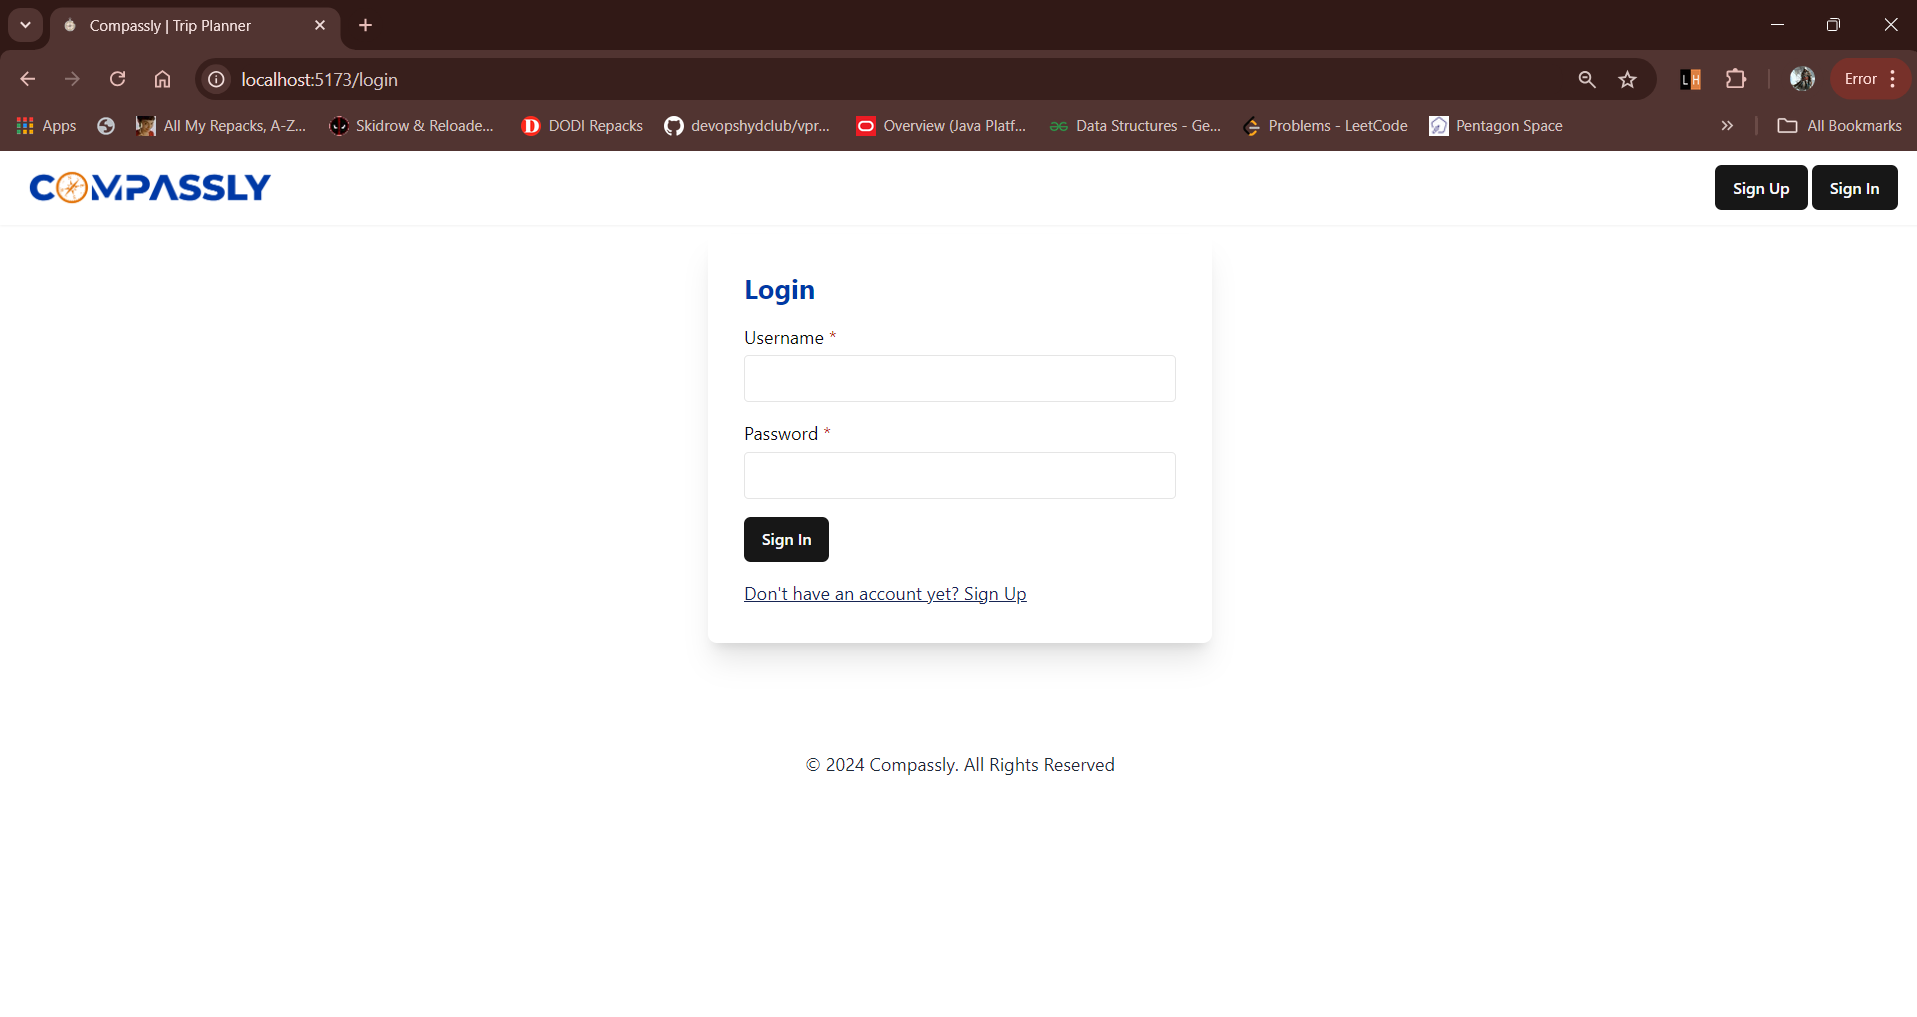 Compassly | Trip Planner
localhost:5173/login
Error
Apps
All My Repacks, A-Z...
Skidrow & Reloade...
DODI Repacks
devopshydclub/vpr...
Overview (Java Platf...
Data Structures - Ge...
Problems - LeetCode
Pentagon Space
All Bookmarks
COMPASSLY
Sign Up
Sign In
Login
Username *
Password *
Sign In
Don't have an account yet? Sign Up
© 2024 Compassly. All Rights Reserved